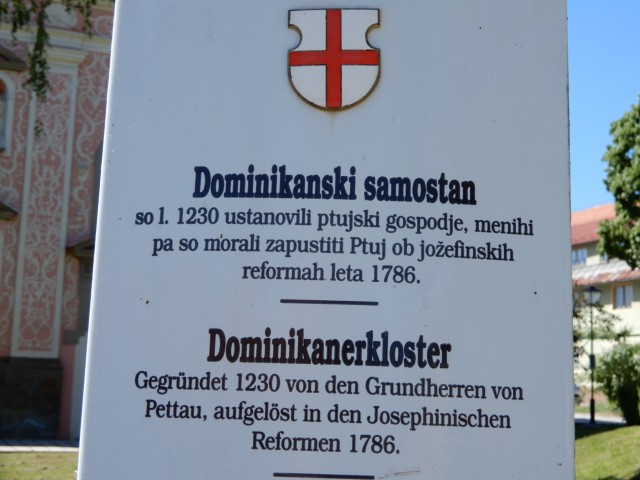 Dominikanski samostan
so l. 1230 ustanovili ptujski gospodje, menihi
pa so morali zapustiti Ptuj ob jožefinskih
reformah leta 1786.
Dominikanerkloster
Gegründet 1230 von den Grundherren von
Pettau, aufgelöst in den Josephinischen
Reformen 1786.